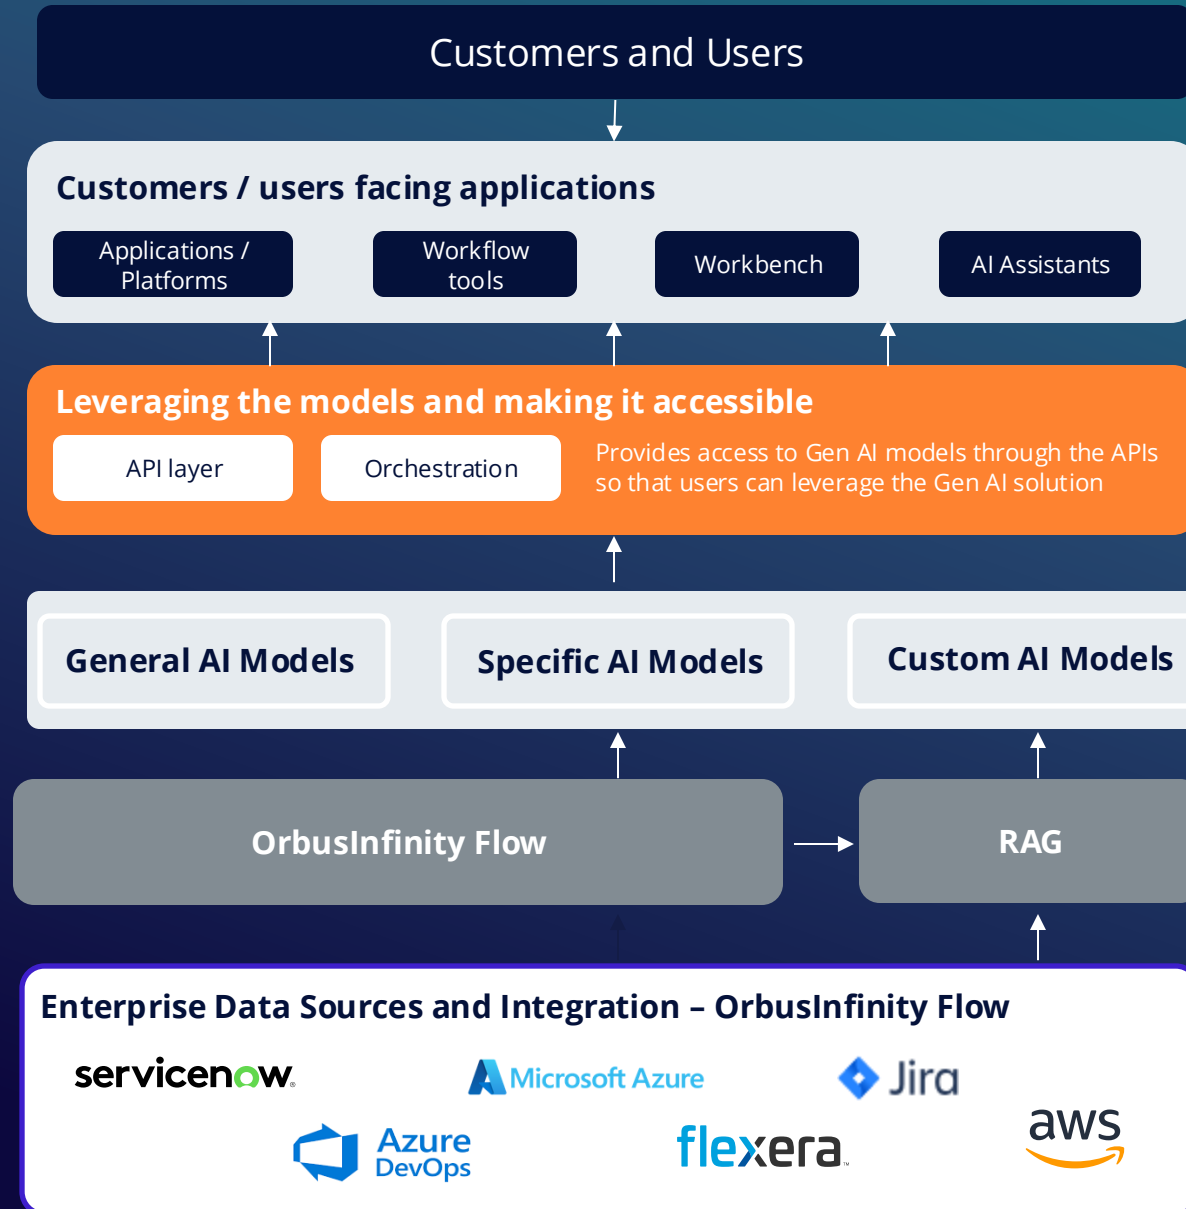 Customers and Users
Customers / users facing applications
Applications /
Platforms
Workflow
tools
Workbench
AI Assistants
Leveraging the models and making it accessible
API layer
Orchestration
Provides access to Gen AI models through the APIs
so that users can leverage the Gen AI solution
General AI Models
Specific AI Models
Custom AI Models
OrbusInfinity Flow
RAG
Enterprise Data Sources and Integration – OrbusInfinity Flow
servicenow®
Microsoft Azure
Jira
Azure
DevOps
flexera™
aws